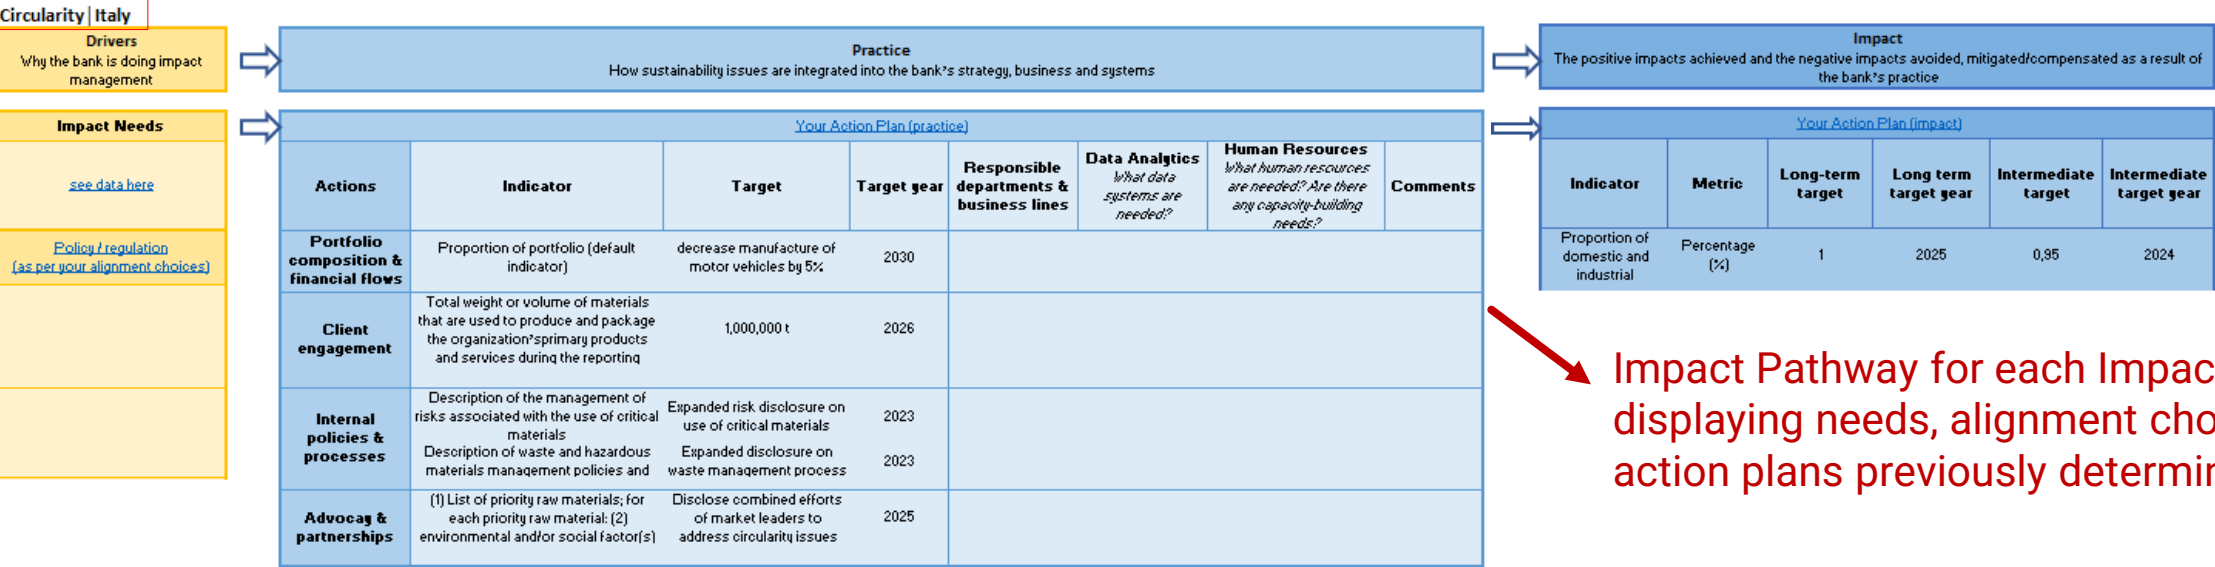 Circularity | Italy
Drivers
Why the bank is doing impact
management
Practice
How sustainability issues are integrated into the bank's strategy, business and systems
Impact
The positive impacts achieved and the negative impacts avoided, mitigated/compensated as a result of
the bank's practice
Impact Needs
see data here
Policy / regulation
(as per your alignment choices)
Your Action Plan (practice)
Actions
Indicator
Target
Target year
Responsible
departments &
business lines
Data Analytics
What data
systems are
needed?
Human Resources
What human resources
are needed? Are there
any capacity-building
needs?
Comments
Portfolio
composition &
financial flows
Proportion of portfolio (default
indicator)
decrease manufacture of
motor vehicles by 5%
2030
Client
engagement
Total weight or volume of materials
that are used to produce and package
the organization'sprimary products
and services during the reporting
1,000,000 t
2026
Internal
policies &
processes
Description of the management of
risks associated with the use of critical
materials
Expanded risk disclosure on
use of critical materials
2023
Description of waste and hazardous
materials management policies and
Expanded disclosure on
waste management process
2023
Advocay &
partnerships
(1) List of priority raw materials; for
each priority raw material: (2)
environmental and/or social factor(s)
Disclose combined efforts
of market leaders to
address circularity issues
2025
Your Action Plan (impact)
Indicator
Metric
Long-term
target
Long term
target year
Intermediate
target
Intermediate
target year
Proportion of
domestic and
industrial
Percentage
(%)
1
2025
0,95
2024
Impact Pathway for each Impac
displaying needs, alignment cho
action plans previously determin